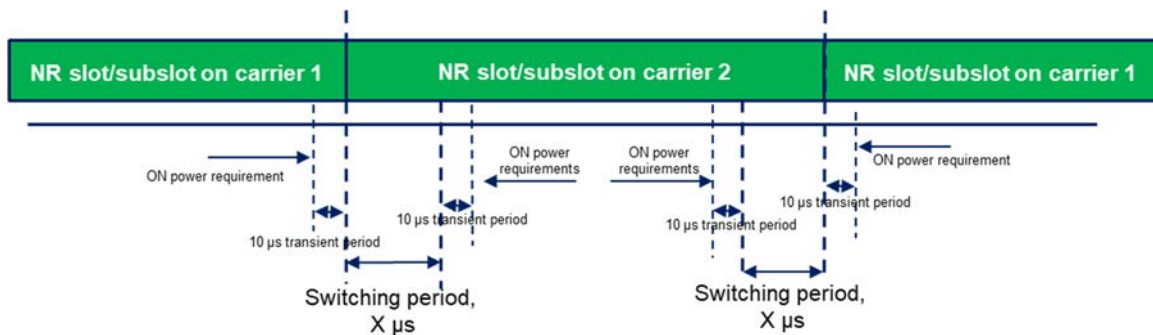 NR slot/subslot on carrier 1
NR slot/subslot on carrier 2
NR slot/subslot on carrier 1
ON power requirement
ON power
requirements
ON power
requirements
ON power requirement
10 µs transient period
10 µs transient period
10 µs transient period
10 µs transient period
Switching period,
X µs
Switching period,
X µs